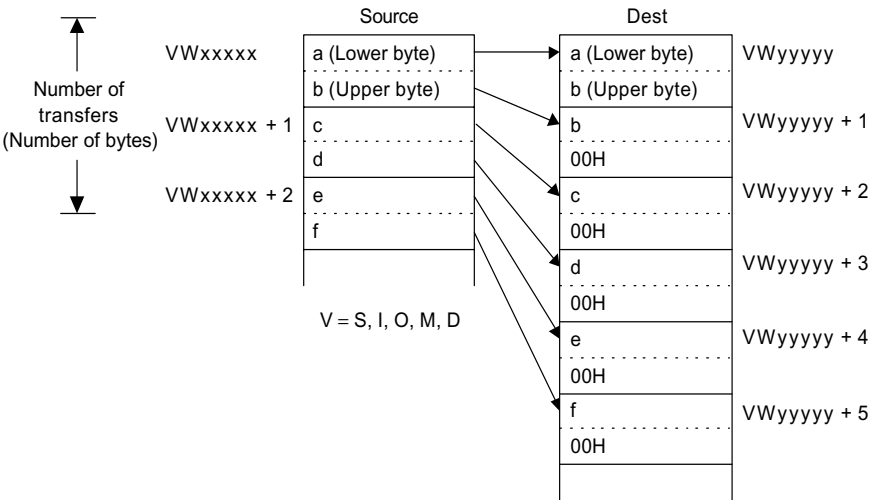 Source Dest
VWxxxxx a (Lower byte) a (Lower byte) VWyyyyy
b (Upper byte) b (Upper byte)
Number of
transfers
(Number of bytes)
VWxxxxx + 1 c b VWyyyyy + 1
d 00H
VWxxxxx + 2 e c VWyyyyy + 2
f 00H
d VWyyyyy + 3
00H
V = S, I, O, M, D
e VWyyyyy + 4
00H
f VWyyyyy + 5
00H